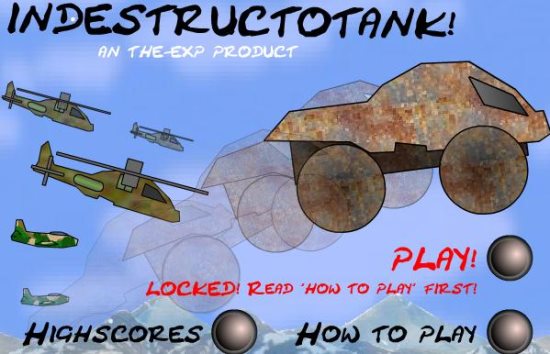 INDESTRUCTOTANK!
AN THE-EXP PRODUCT
PLAY!
LOCKED! READ 'HOW TO PLAY' FIRST!
HIGHSCORES
HOW TO PLAY